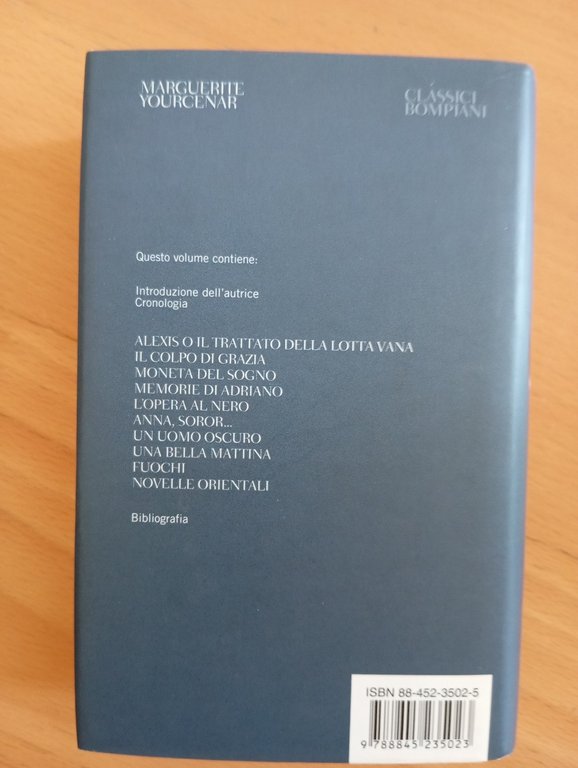 MARGUERITE
YOURCENAR
CLASSICI
BOMPIANI
Questo volume contiene:
Introduzione dell'autrice
Cronologia
ALEXIS O IL TRATTATO DELLA LOTTA VANA
IL COLPO DI GRAZIA
MONETA DEL SOGNO
MEMORIE DI ADRIANO
L'OPERA AL NERO
ANNA, SOROR...
UN UOMO OSCURO
UNA BELLA MATTINA
FUOCHI
NOVELLE ORIENTALI
Bibliografia
ISBN 88-452-3502-5
9 788845 235023